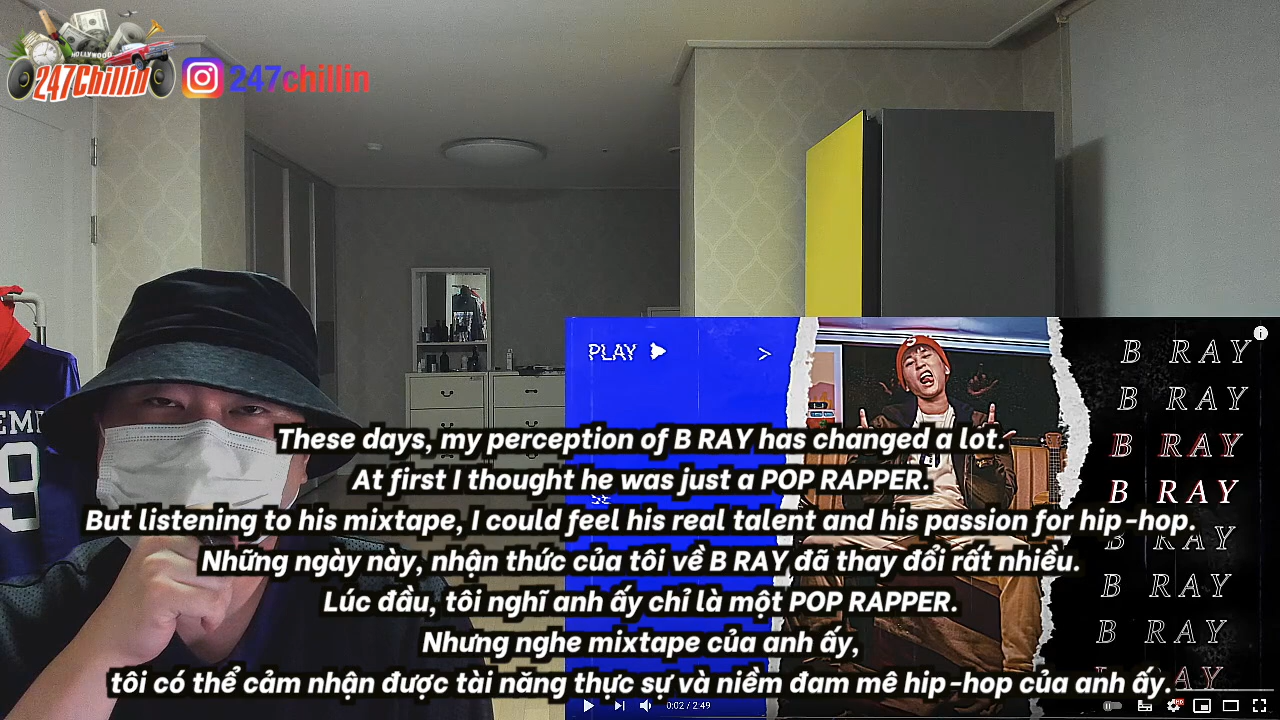 HOLLYWOOD
247Chillin
247chillin
PLAY
>
B RAY
B RAY
B RAY
B RAY
B RAY
B RAY
B RAY
AY
9
These days, my perception of B RAY has changed a lot.
At first I thought he was just a POP RAPPER.
But listening to his mixtape, I could feel his real talent and his passion for hip-hop.
Những ngày này, nhận thức của tôi về B RAY đã thay đổi rất nhiều.
Lúc đầu, tôi nghĩ anh ấy chỉ là một POP RAPPER.
Nhưng nghe mixtape của anh ấy,
tôi có thể cảm nhận được tài năng thực sự và niềm đam mê hip-hop của anh ấy.
0:02 / 2:49